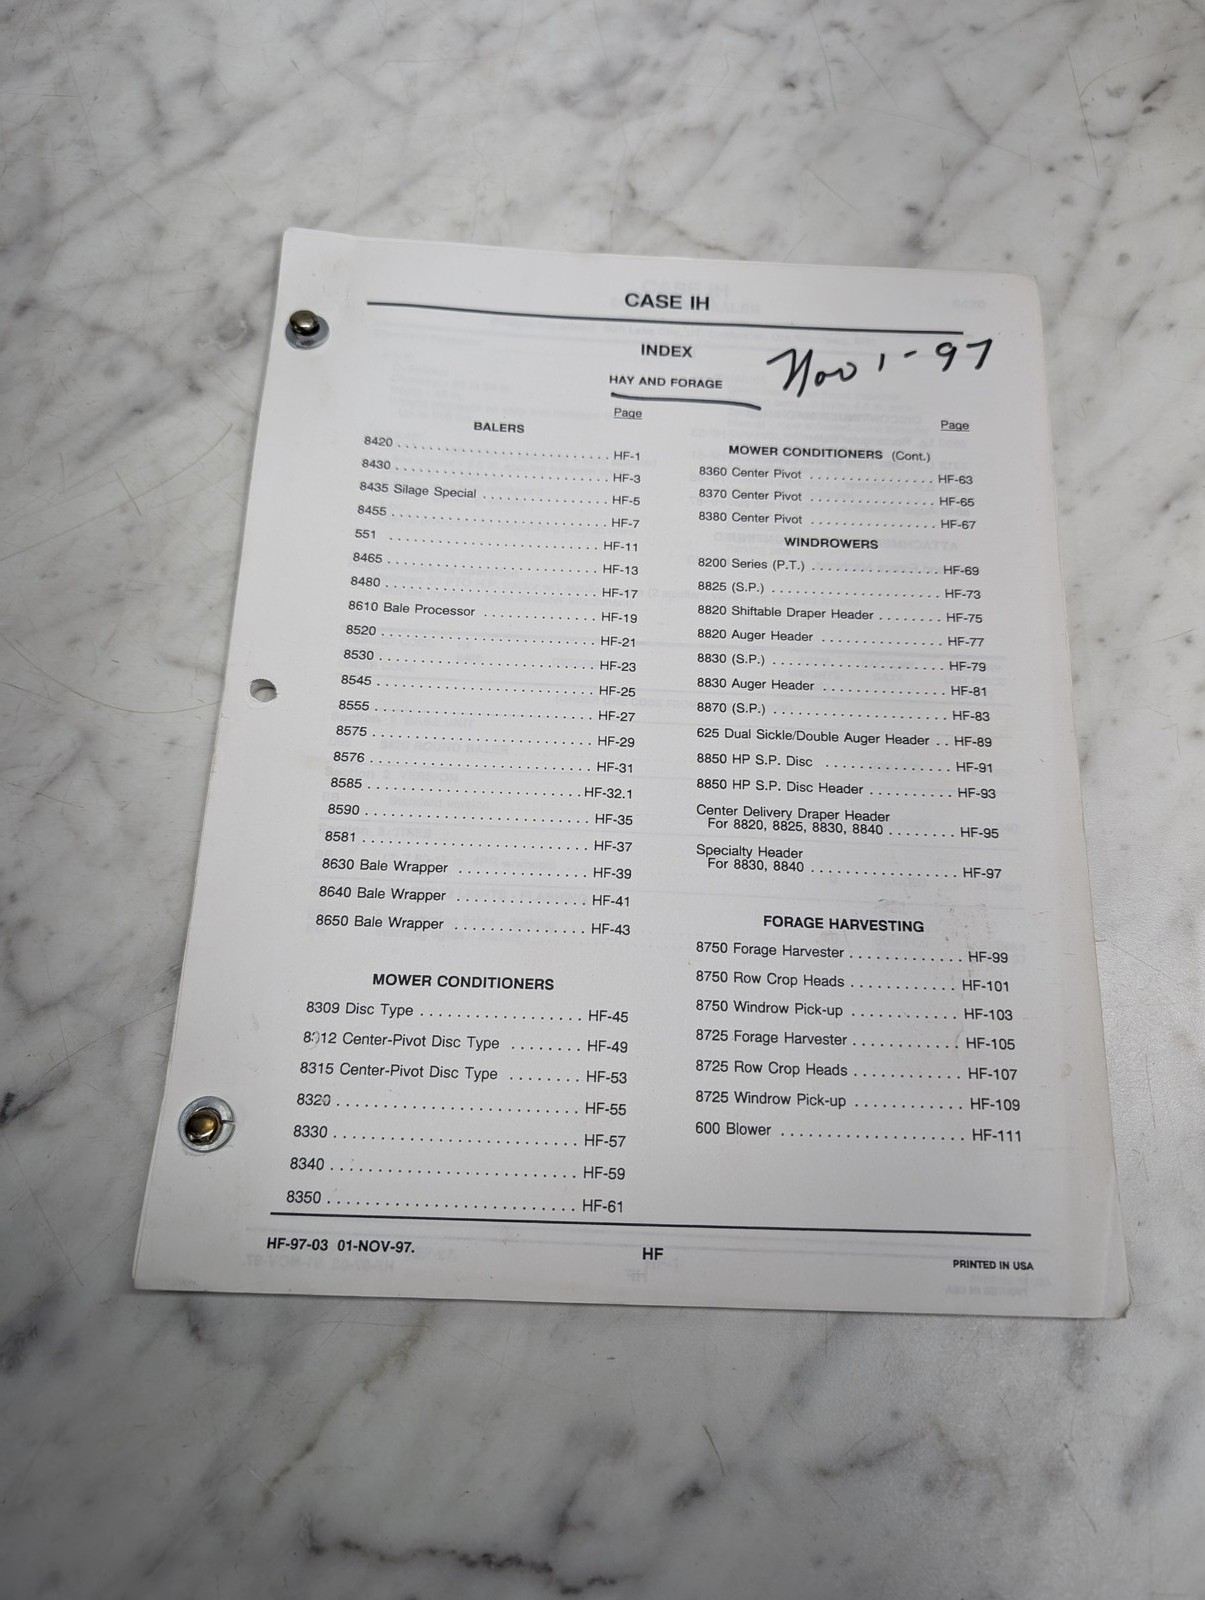 CASE IH
INDEX
Nov 1-97
HAY AND FORAGE
Page
BALERS
8420 .......................... HF-1
8430 .......................... HF-3
8435 Silage Special .............. HF-5
8455 .......................... HF-7
551 .......................... HF-11
8465 .......................... HF-13
8480 .......................... HF-17
8610 Bale Processor .............. HF-19
8520 .......................... HF-21
8530 .......................... HF-23
8545 .......................... HF-25
8555 .......................... HF-27
8575 .......................... HF-29
8576 .......................... HF-31
8585 .......................... HF-32.1
8590 .......................... HF-35
8581 .......................... HF-37
8630 Bale Wrapper ................ HF-39
8640 Bale Wrapper ................ HF-41
8650 Bale Wrapper ................ HF-43
MOWER CONDITIONERS
8309 Disc Type .................. HF-45
8312 Center-Pivot Disc Type ........ HF-49
8315 Center-Pivot Disc Type ........ HF-53
8320 .......................... HF-55
8330 .......................... HF-57
8340 .......................... HF-59
8350 .......................... HF-61
Page
MOWER CONDITIONERS (Cont.)
8360 Center Pivot ................ HF-63
8370 Center Pivot ................ HF-65
8380 Center Pivot ................ HF-67
WINDROWERS
8200 Series (P.T.) ................ HF-69
8825 (S.P.) ...................... HF-73
8820 Shiftable Draper Header ........ HF-75
8820 Auger Header ................ HF-77
8830 (S.P.) ...................... HF-79
8830 Auger Header ................ HF-81
8870 (S.P.) ...................... HF-83
625 Dual Sickle/Double Auger Header .. HF-89
8850 HP S.P. Disc ................ HF-91
8850 HP S.P. Disc Header .......... HF-93
Center Delivery Draper Header
For 8820, 8825, 8830, 8840 ........ HF-95
Specialty Header
For 8830, 8840 .................. HF-97
FORAGE HARVESTING
8750 Forage Harvester ............. HF-99
8750 Row Crop Heads ............ HF-101
8750 Windrow Pick-up ............ HF-103
8725 Forage Harvester ............ HF-105
8725 Row Crop Heads ............ HF-107
8725 Windrow Pick-up ............ HF-109
600 Blower ...................... HF-111
HF-97-03 01-NOV-97.
HF
PRINTED IN USA